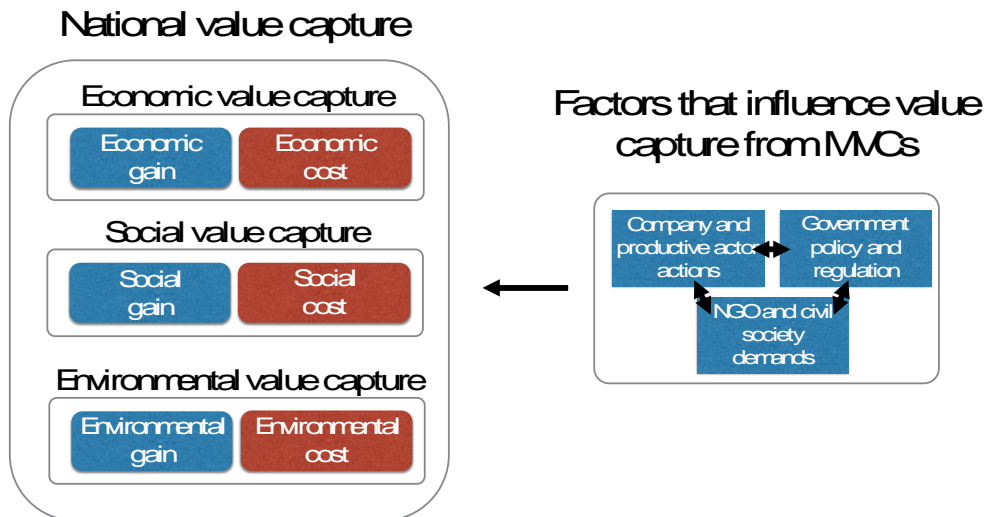 National value capture
Economic value capture
Economic
gain
Economic
cost
Social value capture
Social
gain
Social
cost
Environmental value capture
Environmental
gain
Environmental
cost
Factors that influence value
capture from MVCs
Company and
productive actor
actions
Government
policy and
regulation
NGO and civil
society
demands